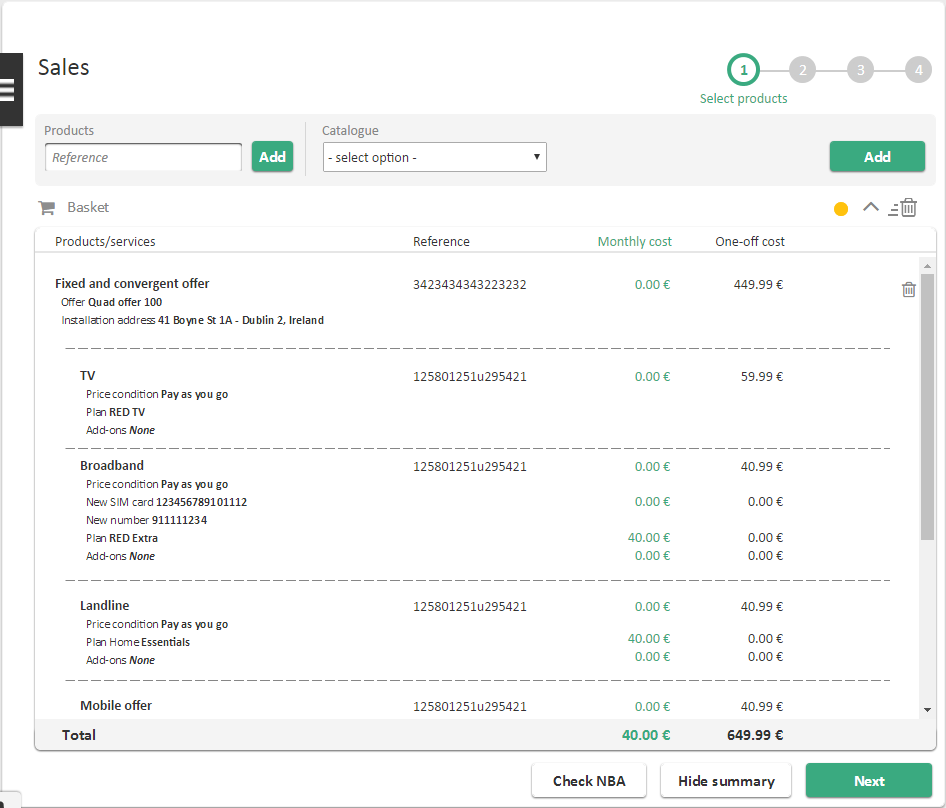 Sales
1 2 3 4
Select products
Products Catalogue
Reference Add - select option - Add
Basket
Products/services Reference Monthly cost One-off cost
Fixed and convergent offer 3423434343223232 0.00 € 449.99 €
Offer Quad offer 100
Installation address 41 Boyne St 1A - Dublin 2, Ireland
TV 125801251u295421 0.00 € 59.99 €
Price condition Pay as you go
Plan RED TV
Add-ons None
Broadband 125801251u295421 0.00 € 40.99 €
Price condition Pay as you go
New SIM card 123456789101112 0.00 € 0.00 €
New number 911111234
Plan RED Extra 40.00 € 0.00 €
Add-ons None 0.00 € 0.00 €
Landline 125801251u295421 0.00 € 40.99 €
Price condition Pay as you go
Plan Home Essentials 40.00 € 0.00 €
Add-ons None 0.00 € 0.00 €
Mobile offer 125801251u295421 0.00 € 40.99 €
Total 40.00 € 649.99 €
Check NBA Hide summary Next